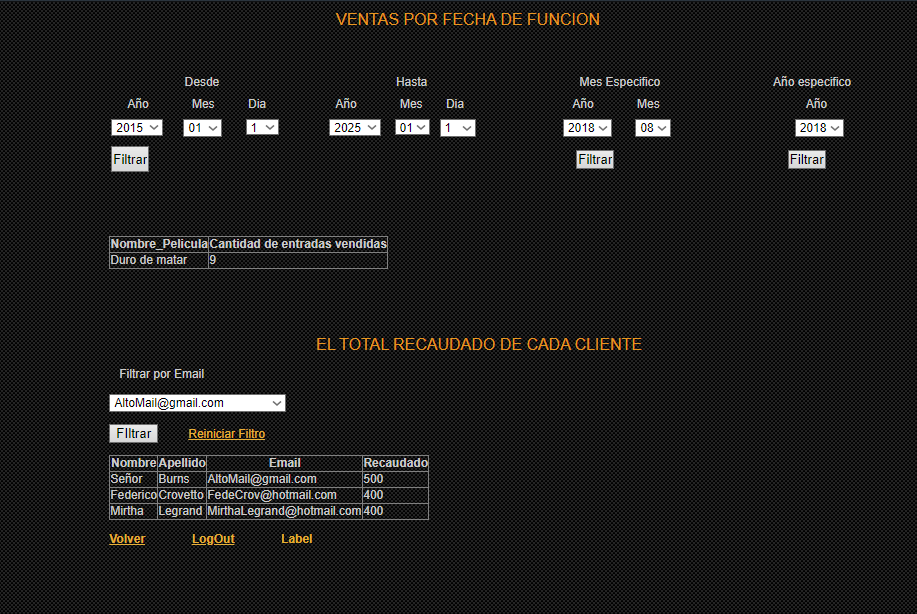 VENTAS POR FECHA DE FUNCION
Desde Hasta Mes Especifico Año especifico
Año Mes Dia Año Mes Dia Año Mes Año
2015 01 1 2025 01 1 2018 08 2018
Filtrar Filtrar Filtrar
Nombre_Pelicula Cantidad de entradas vendidas
Duro de matar 9
EL TOTAL RECAUDADO DE CADA CLIENTE
Filtrar por Email
AltoMail@gmail.com
FIltrar Reiniciar Filtro
Nombre Apellido Email Recaudado
Señor Burns AltoMail@gmail.com 500
Federico Crovetto FedeCrov@hotmail.com 400
Mirtha Legrand MirthaLegrand@hotmail.com 400
Volver LogOut Label